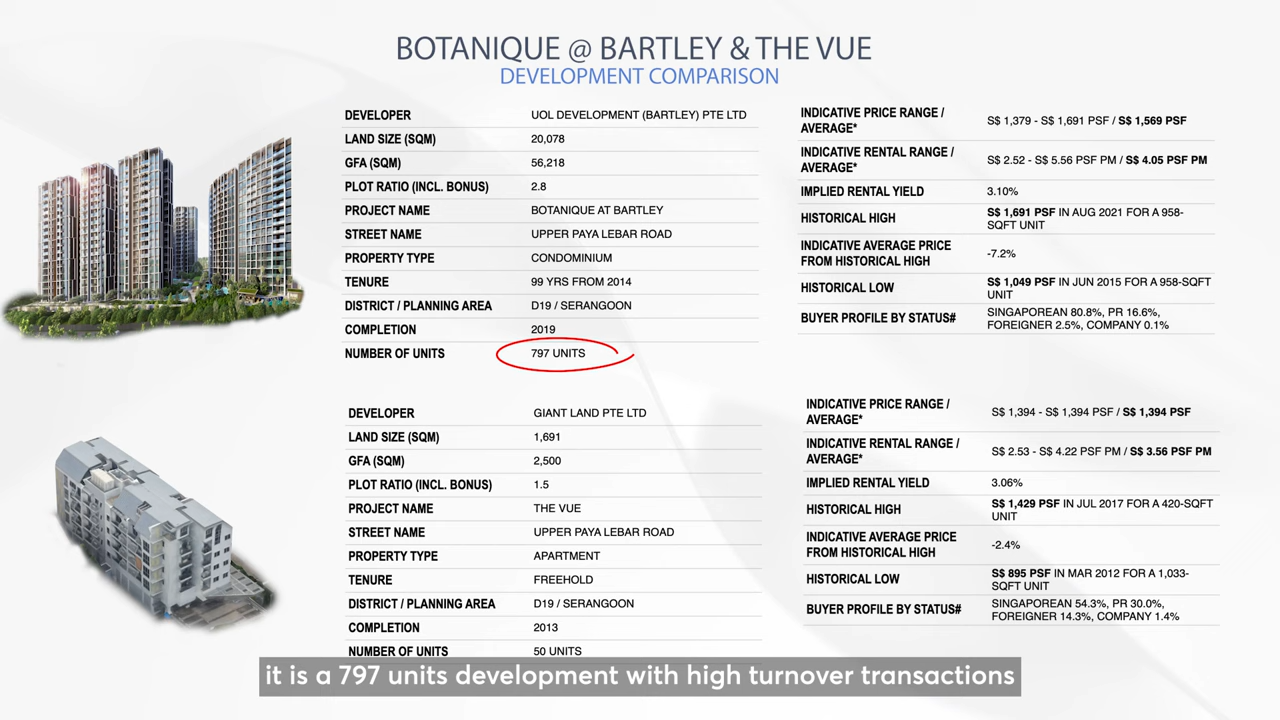 BOTANIQUE @ BARTLEY & THE VUE
DEVELOPMENT COMPARISON
DEVELOPER UOL DEVELOPMENT (BARTLEY) PTE LTD
LAND SIZE (SQM) 20,078
GFA (SQM) 56,218
PLOT RATIO (INCL. BONUS) 2.8
PROJECT NAME BOTANIQUE AT BARTLEY
STREET NAME UPPER PAYA LEBAR ROAD
PROPERTY TYPE CONDOMINIUM
TENURE 99 YRS FROM 2014
DISTRICT / PLANNING AREA D19 / SERANGOON
COMPLETION 2019
NUMBER OF UNITS 797 UNITS
INDICATIVE PRICE RANGE /
AVERAGE*
S$ 1,379 - S$ 1,691 PSF / S$ 1,569 PSF
INDICATIVE RENTAL RANGE /
AVERAGE*
S$ 2.52 - S$ 5.56 PSF PM / S$ 4.05 PSF PM
IMPLIED RENTAL YIELD 3.10%
HISTORICAL HIGH
S$ 1,691 PSF IN AUG 2021 FOR A 958-
SQFT UNIT
INDICATIVE AVERAGE PRICE
FROM HISTORICAL HIGH
-7.2%
HISTORICAL LOW
S$ 1,049 PSF IN JUN 2015 FOR A 958-SQFT
UNIT
BUYER PROFILE BY STATUS#
SINGAPOREAN 80.8%, PR 16.6%,
FOREIGNER 2.5%, COMPANY 0.1%
DEVELOPER GIANT LAND PTE LTD
LAND SIZE (SQM) 1,691
GFA (SQM) 2,500
PLOT RATIO (INCL. BONUS) 1.5
PROJECT NAME THE VUE
STREET NAME UPPER PAYA LEBAR ROAD
PROPERTY TYPE APARTMENT
TENURE FREEHOLD
DISTRICT / PLANNING AREA D19 / SERANGOON
COMPLETION 2013
NUMBER OF UNITS 50 UNITS
INDICATIVE PRICE RANGE /
AVERAGE*
S$ 1,394 - S$ 1,394 PSF / S$ 1,394 PSF
INDICATIVE RENTAL RANGE /
AVERAGE*
S$ 2.53 - S$ 4.22 PSF PM / S$ 3.56 PSF PM
IMPLIED RENTAL YIELD 3.06%
HISTORICAL HIGH
S$ 1,429 PSF IN JUL 2017 FOR A 420-SQFT
UNIT
INDICATIVE AVERAGE PRICE
FROM HISTORICAL HIGH
-2.4%
HISTORICAL LOW
S$ 895 PSF IN MAR 2012 FOR A 1,033-
SQFT UNIT
BUYER PROFILE BY STATUS#
SINGAPOREAN 54.3%, PR 30.0%,
FOREIGNER 14.3%, COMPANY 1.4%
it is a 797 units development with high turnover transactions